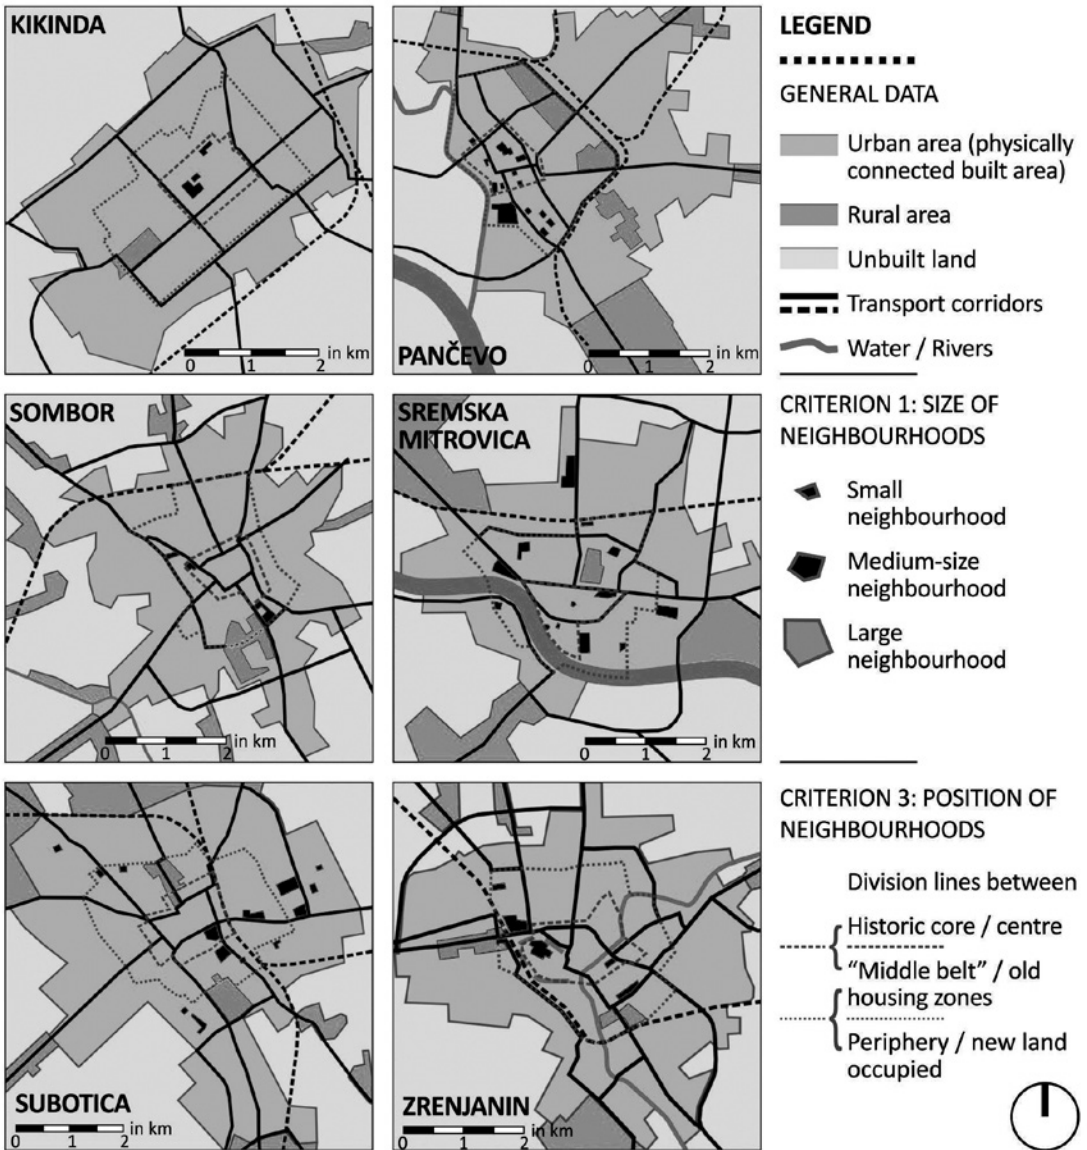 KIKINDA
0 1 2 in km
PANČEVO
0 1 2 in km
SOMBOR
0 1 2 in km
SREMSKA
MITROVICA
0 1 2 in km
SUBOTICA
0 1 2 in km
ZRENJANIN
0 1 2 in km
LEGEND
GENERAL DATA
Urban area (physically
connected built area)
Rural area
Unbuilt land
Transport corridors
Water / Rivers
CRITERION 1: SIZE OF
NEIGHBOURHOODS
Small
neighbourhood
Medium-size
neighbourhood
Large
neighbourhood
CRITERION 3: POSITION OF
NEIGHBOURHOODS
Division lines between
Historic core / centre
“Middle belt” / old
housing zones
Periphery / new land
occupied